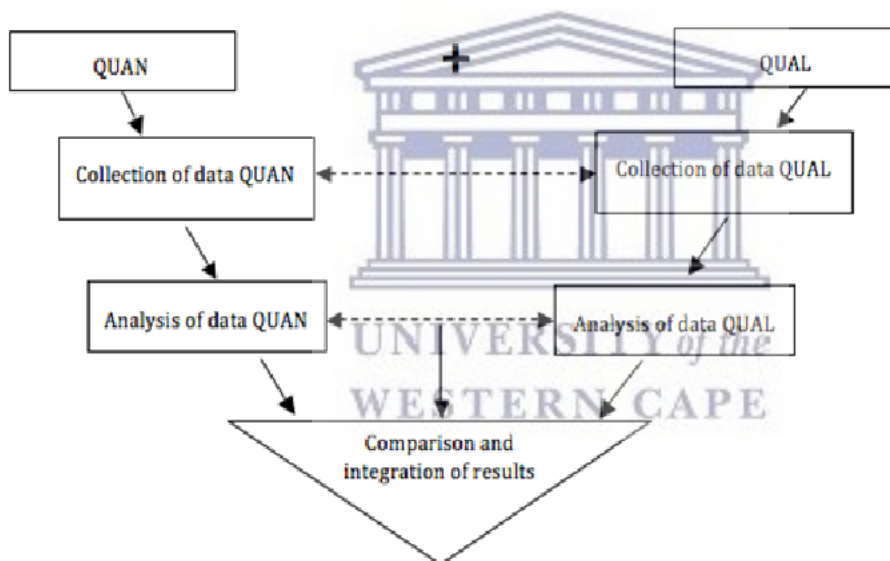 QUAN
QUAL
Collection of data QUAN
Collection of data QUAL
Analysis of data QUAN
Analysis of data QUAL
UNIVERSITY of the
WESTERN CAPE
Comparison and
integration of results